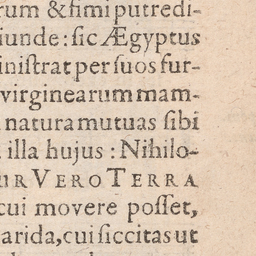 rum & fimi putredi-
iunde: sic Ægyptus
iniſtrat per ſuos fur-
virginearum mam-
natura mutuas ſibi
illa hujus: Nihilo-
UR VERO TERRA
cui movere poſſet,
arida, cui ſiccitas ut